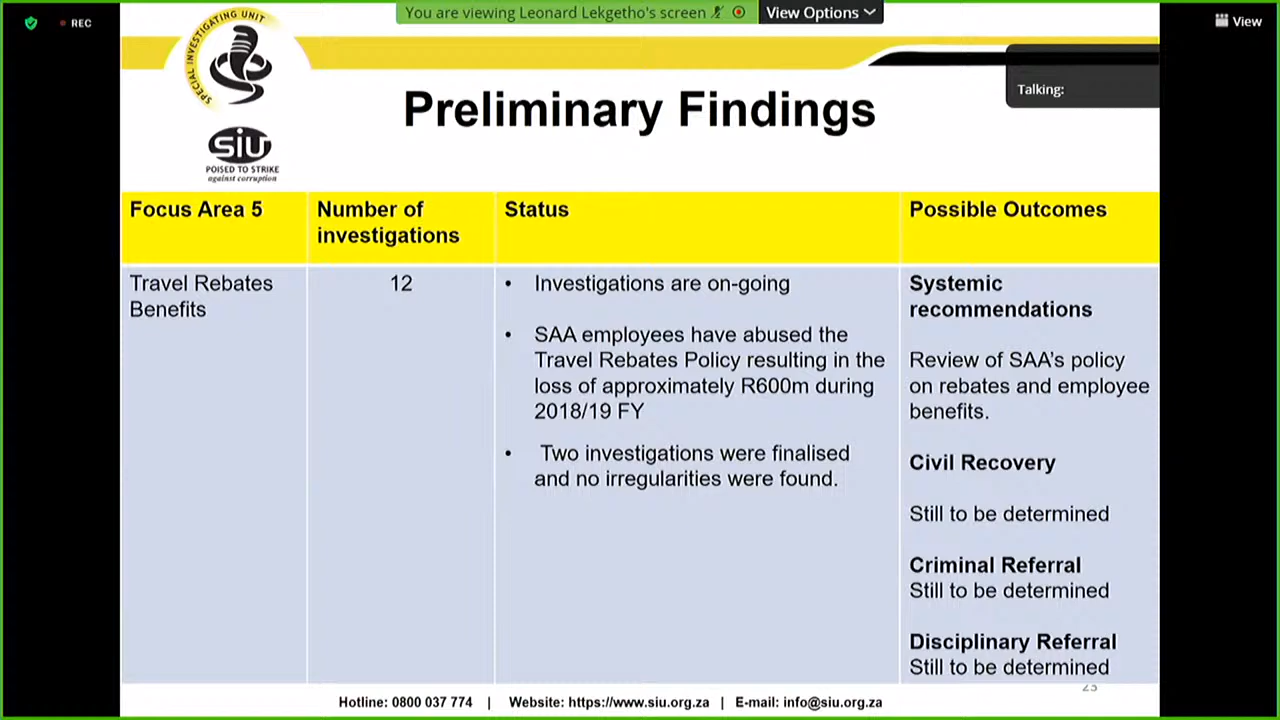 REC
You are viewing Leonard Lekgetho's screen
View Options
View
Talking:
SPECIAL INVESTIGATING UNIT
SIU
POISED TO STRIKE
against corruption
Preliminary Findings
Focus Area 5
Number of
investigations
Status
Possible Outcomes
Travel Rebates
Benefits
12
• Investigations are on-going
• SAA employees have abused the
Travel Rebates Policy resulting in the
loss of approximately R600m during
2018/19 FY
• Two investigations were finalised
and no irregularities were found.
Systemic
recommendations
Review of SAA's policy
on rebates and employee
benefits.
Civil Recovery
Still to be determined
Criminal Referral
Still to be determined
Disciplinary Referral
Still to be determined
Hotline: 0800 037 774 | Website: https://www.siu.org.za | E-mail: info@siu.org.za